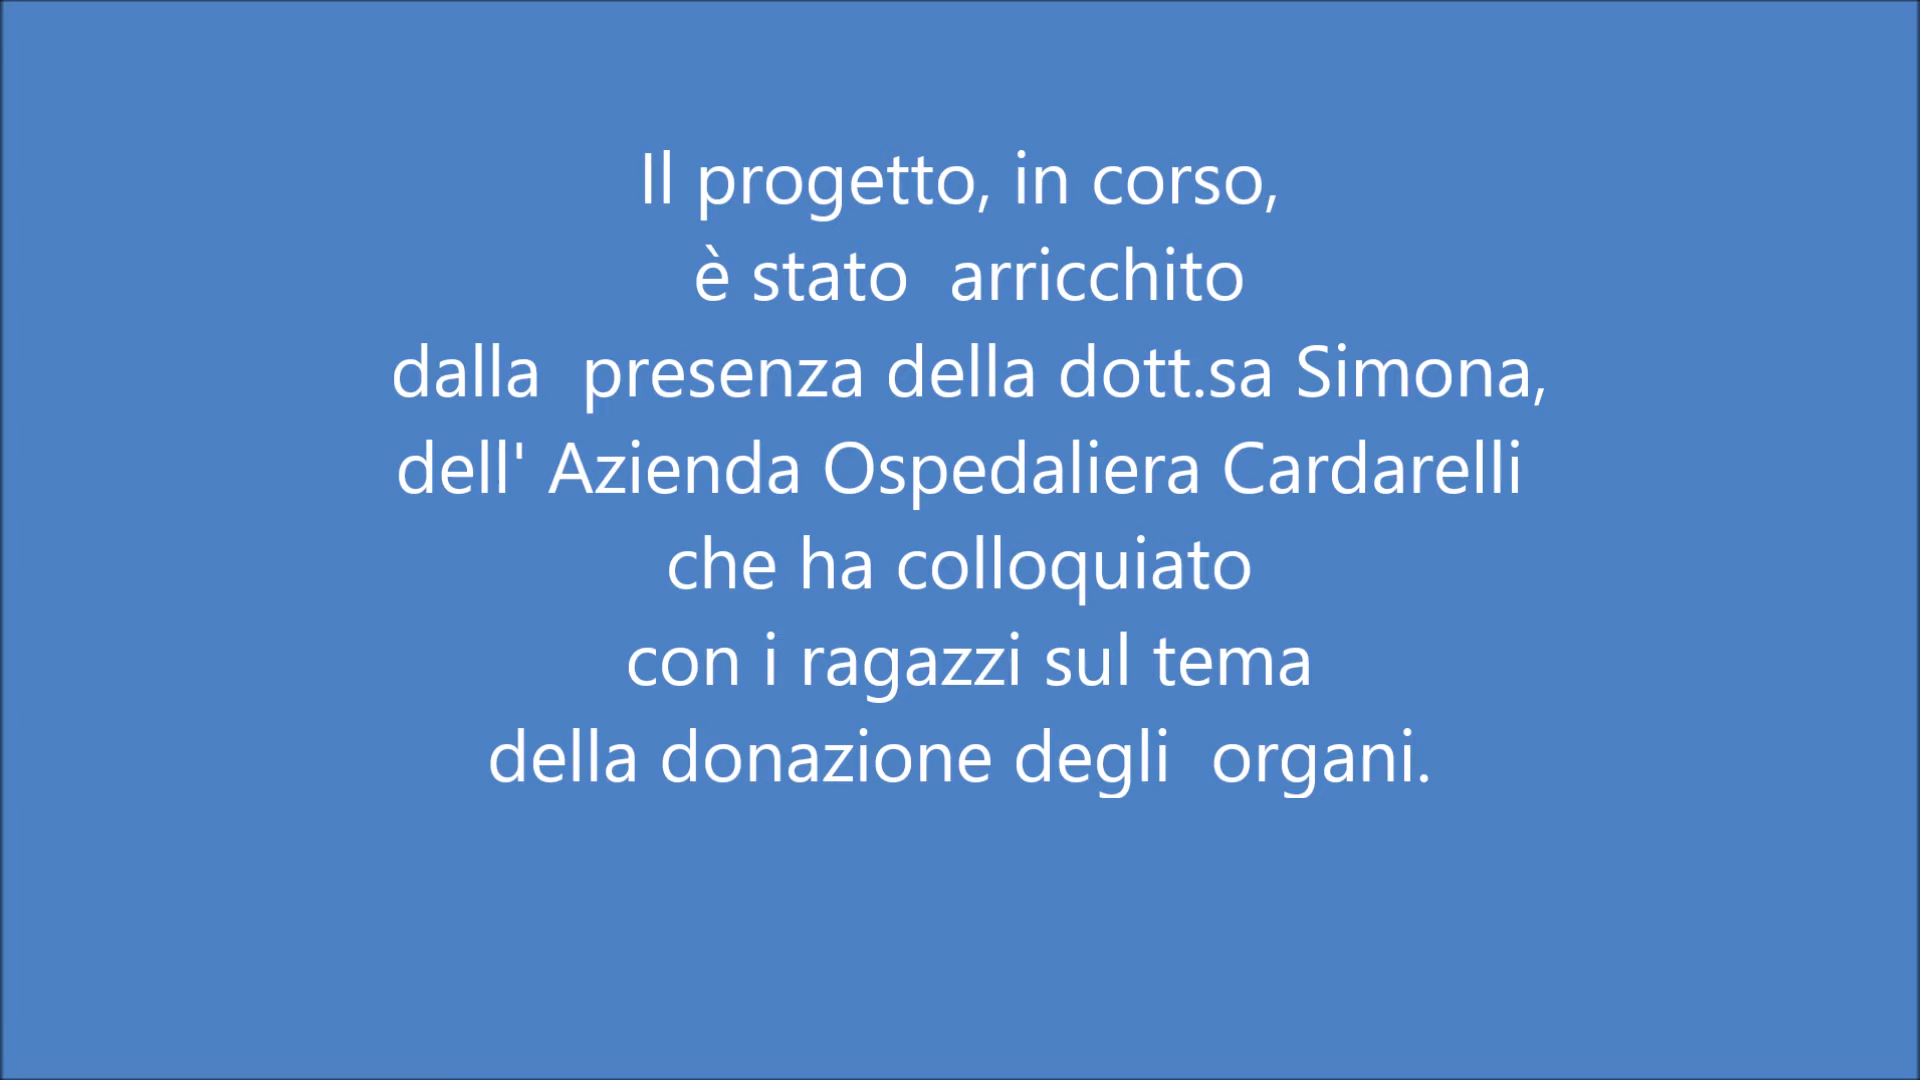 Il progetto, in corso,
è stato  arricchito
dalla  presenza della dott.sa Simona,
dell' Azienda Ospedaliera Cardarelli
che ha colloquiato
con i ragazzi sul tema
della donazione degli  organi.